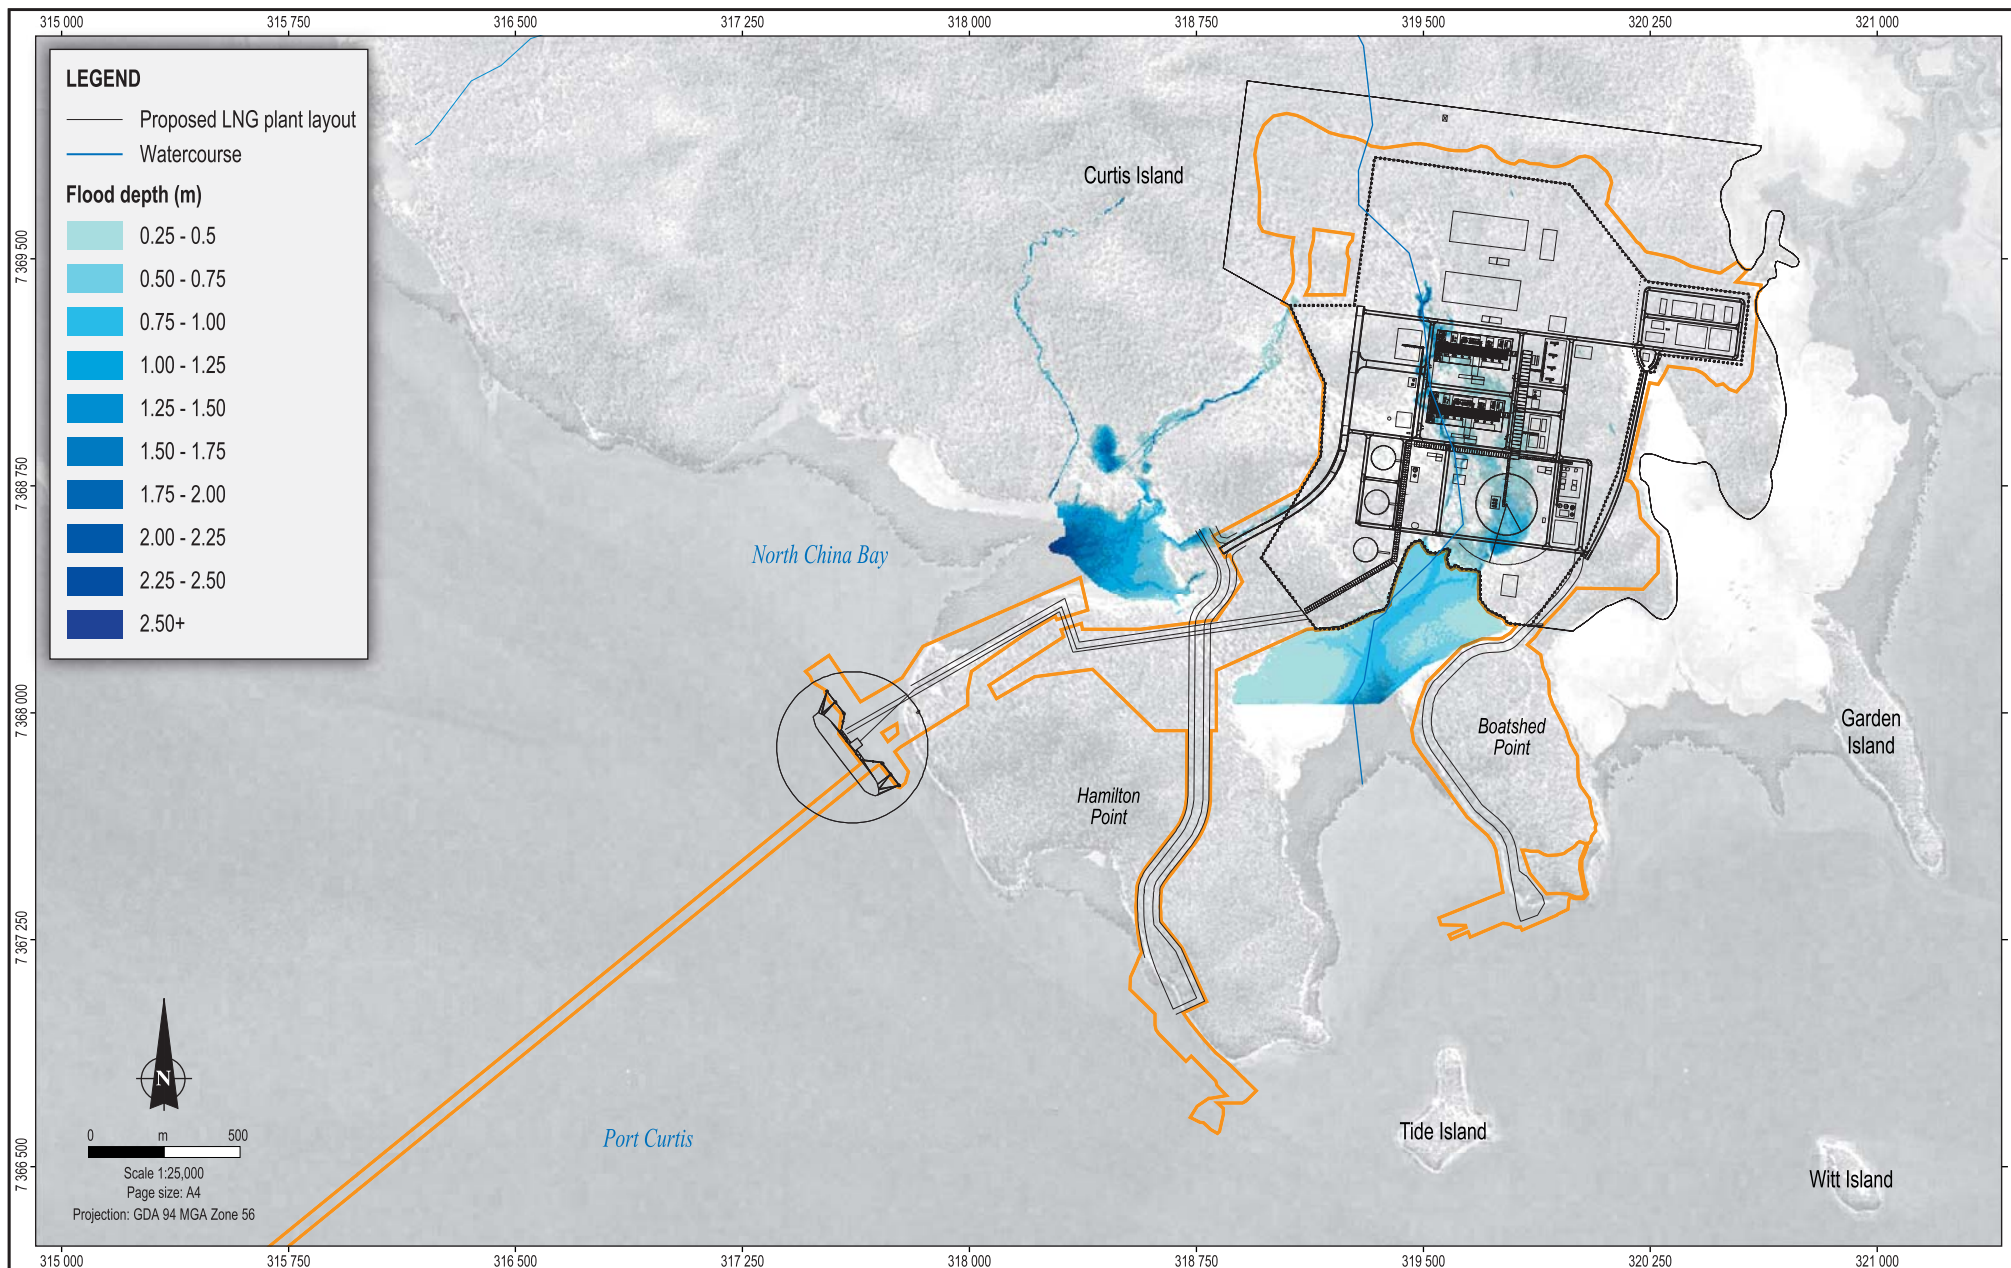 315 000
315 750
316 500
317 250
318 000
318 750
319 500
320 250
321 000
LEGEND
Proposed LNG plant layout
Watercourse
Flood depth (m)
0.25 - 0.5
0.50 - 0.75
0.75 - 1.00
1.00 - 1.25
1.25 - 1.50
1.50 - 1.75
1.75 - 2.00
2.00 - 2.25
2.25 - 2.50
2.50+
7 369 500
7 368 750
7 368 000
7 367 250
7 366 500
Curtis Island
North China Bay
Boatshed
Point
Garden
Island
Hamilton
Point
Port Curtis
Tide Island
Witt Island
N
0 m 500
Scale 1:25,000
Page size: A4
Projection: GDA 94 MGA Zone 56
315 000
315 750
316 500
317 250
318 000
318 750
319 500
320 250
321 000